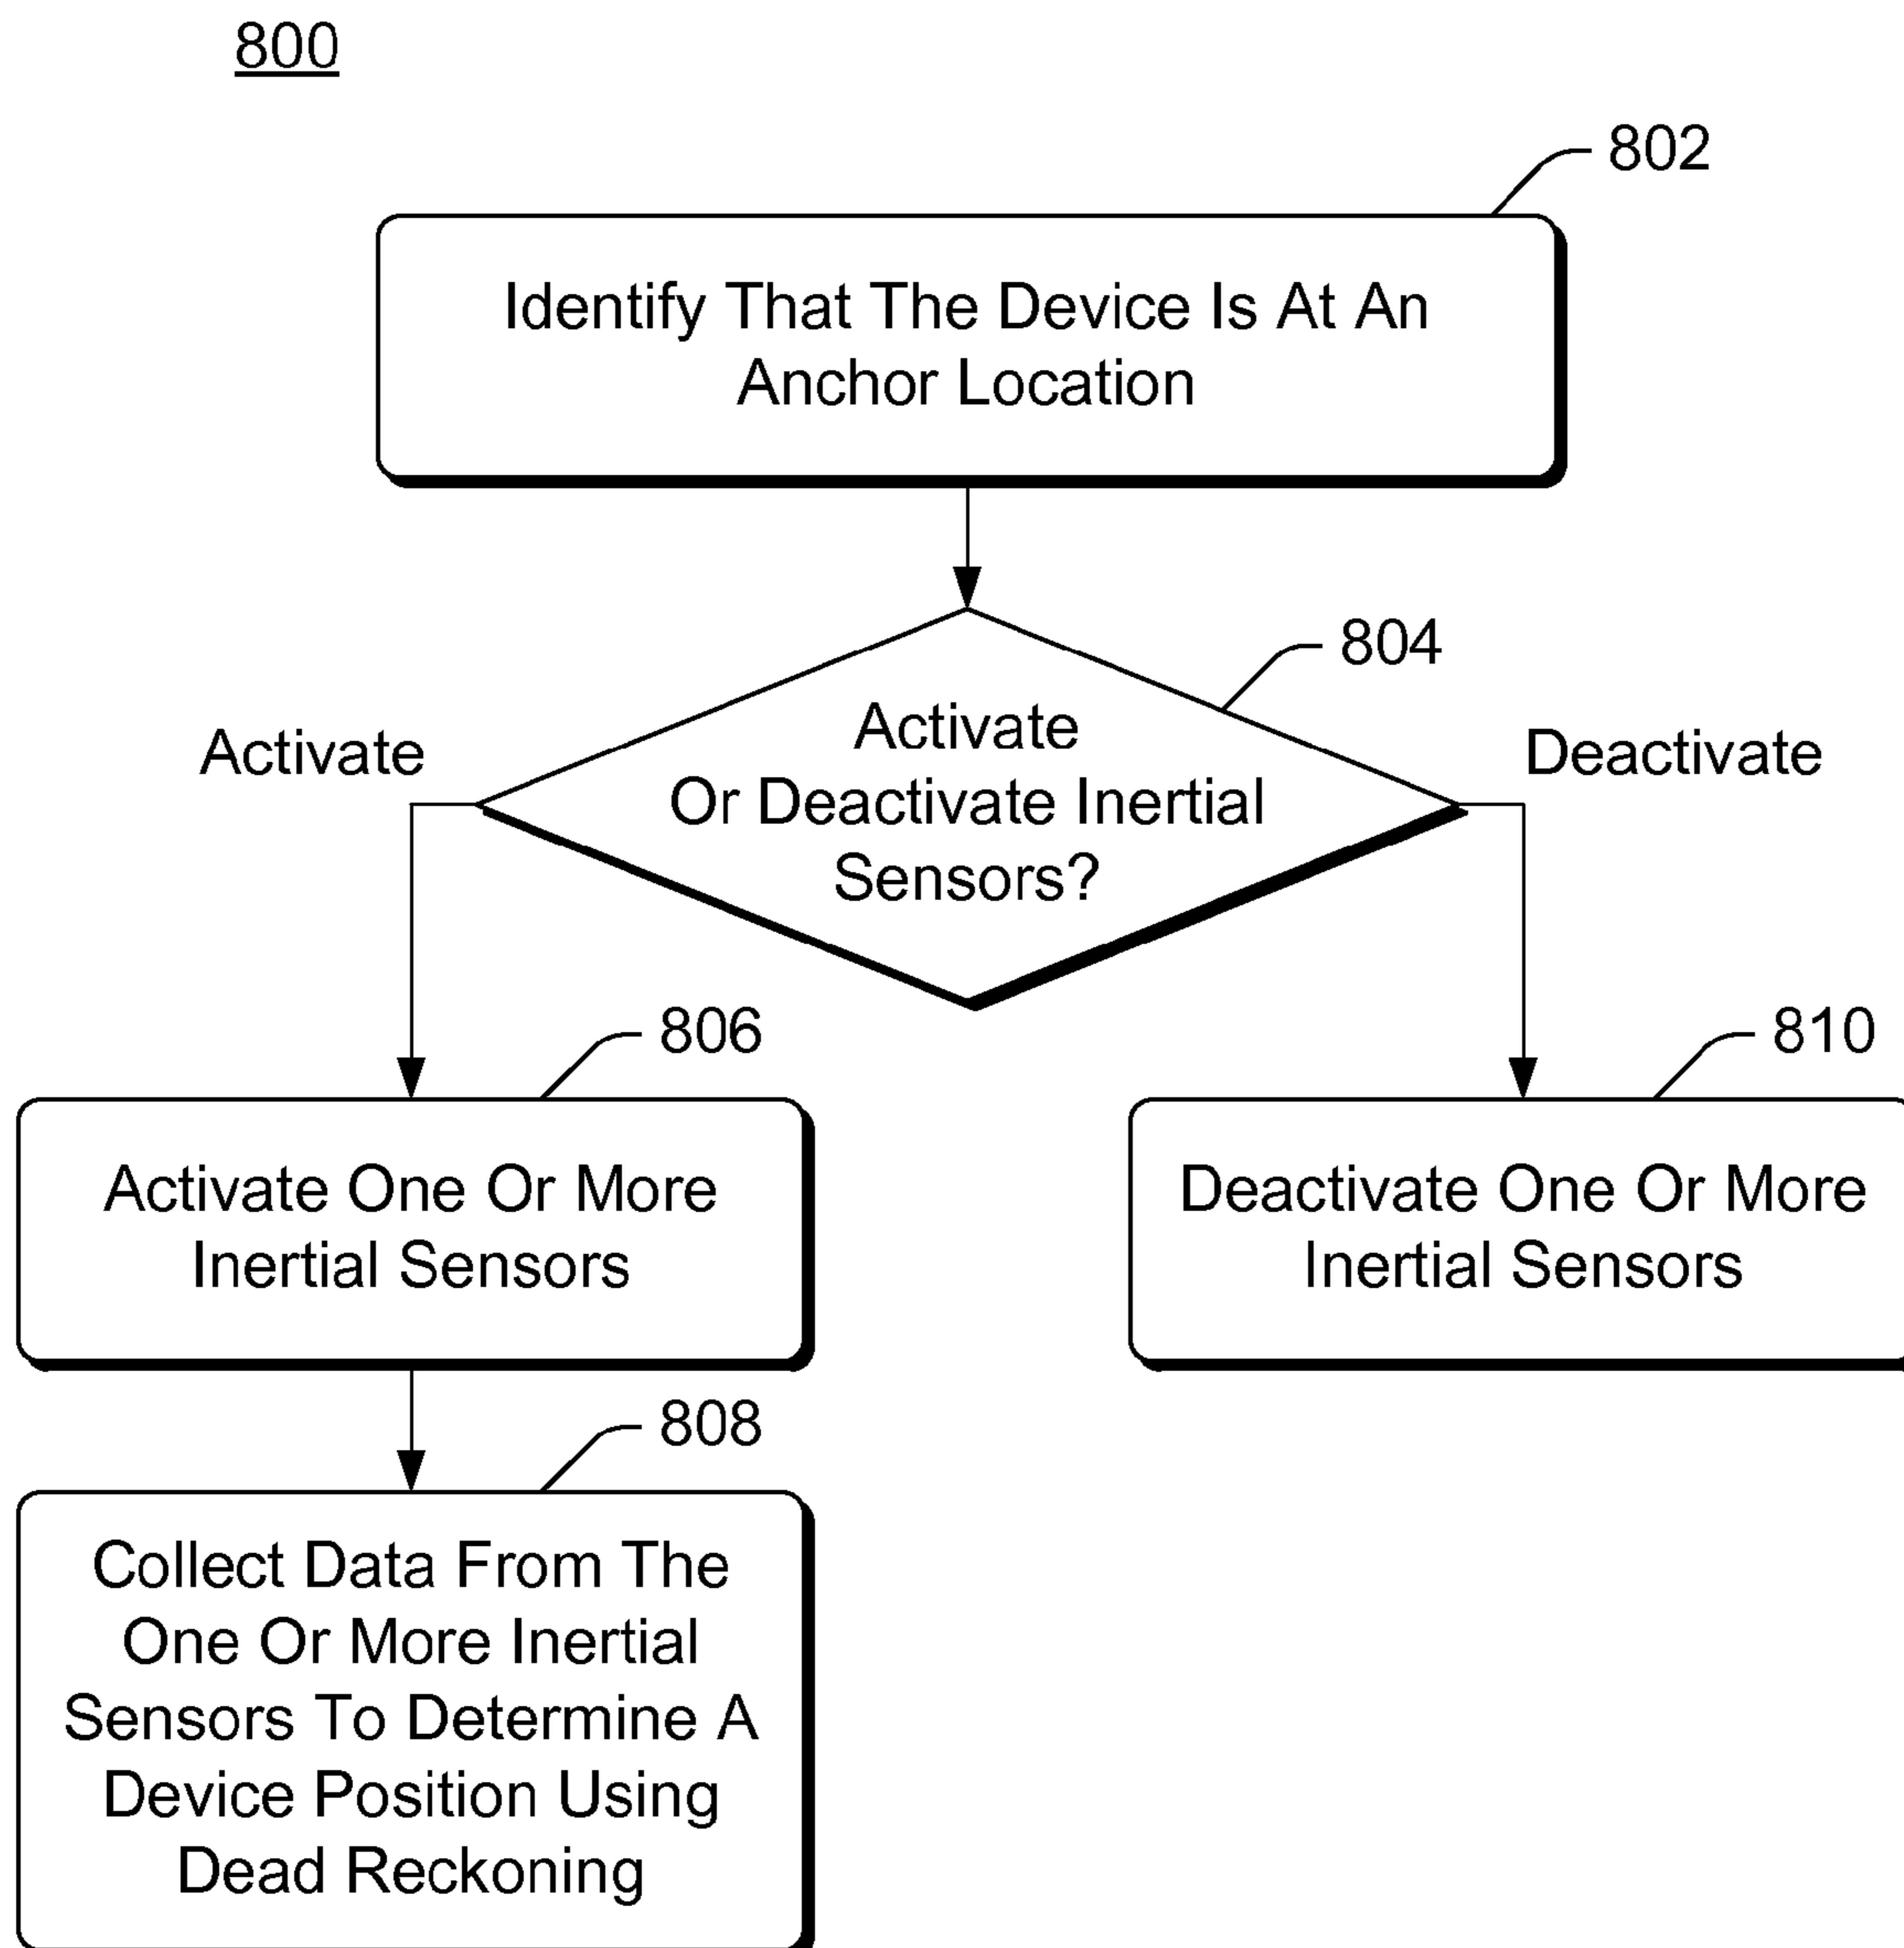 800
802
Identify That The Device Is At An
Anchor Location
804
Activate
Or Deactivate Inertial
Sensors?
Activate
Deactivate
806
Activate One Or More
Inertial Sensors
810
Deactivate One Or More
Inertial Sensors
808
Collect Data From The
One Or More Inertial
Sensors To Determine A
Device Position Using
Dead Reckoning